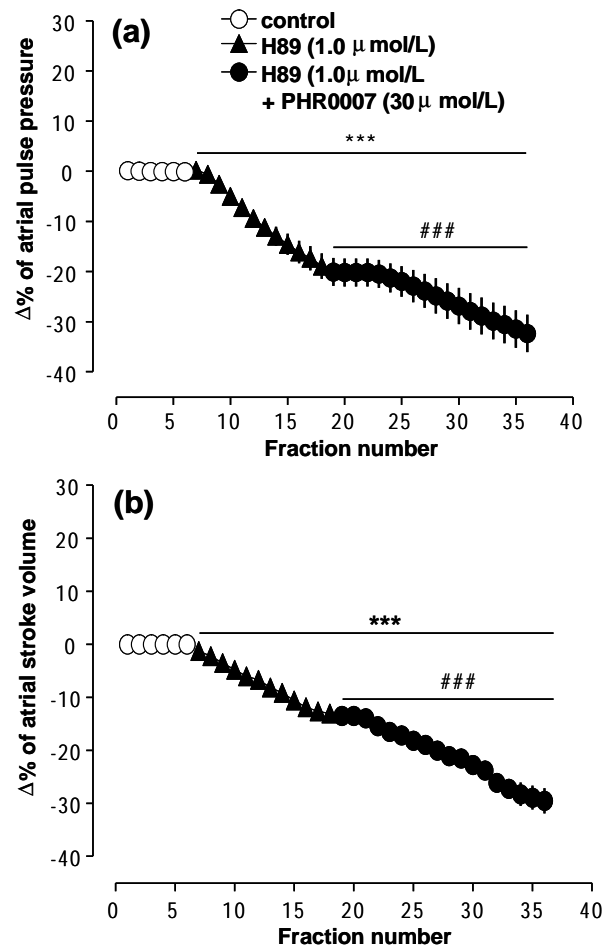 (a)
control
H89 (1.0 μ mol/L)
H89 (1.0μ mol/L
+ PHR0007 (30 μ mol/L)
Δ% of atrial pulse pressure
30
20
10
0
-10
-20
-30
-40
***
###
0 5 10 15 20 25 30 35 40
Fraction number
(b)
Δ% of atrial stroke volume
30
20
10
0
-10
-20
-30
-40
***
###
0 5 10 15 20 25 30 35 40
Fraction number